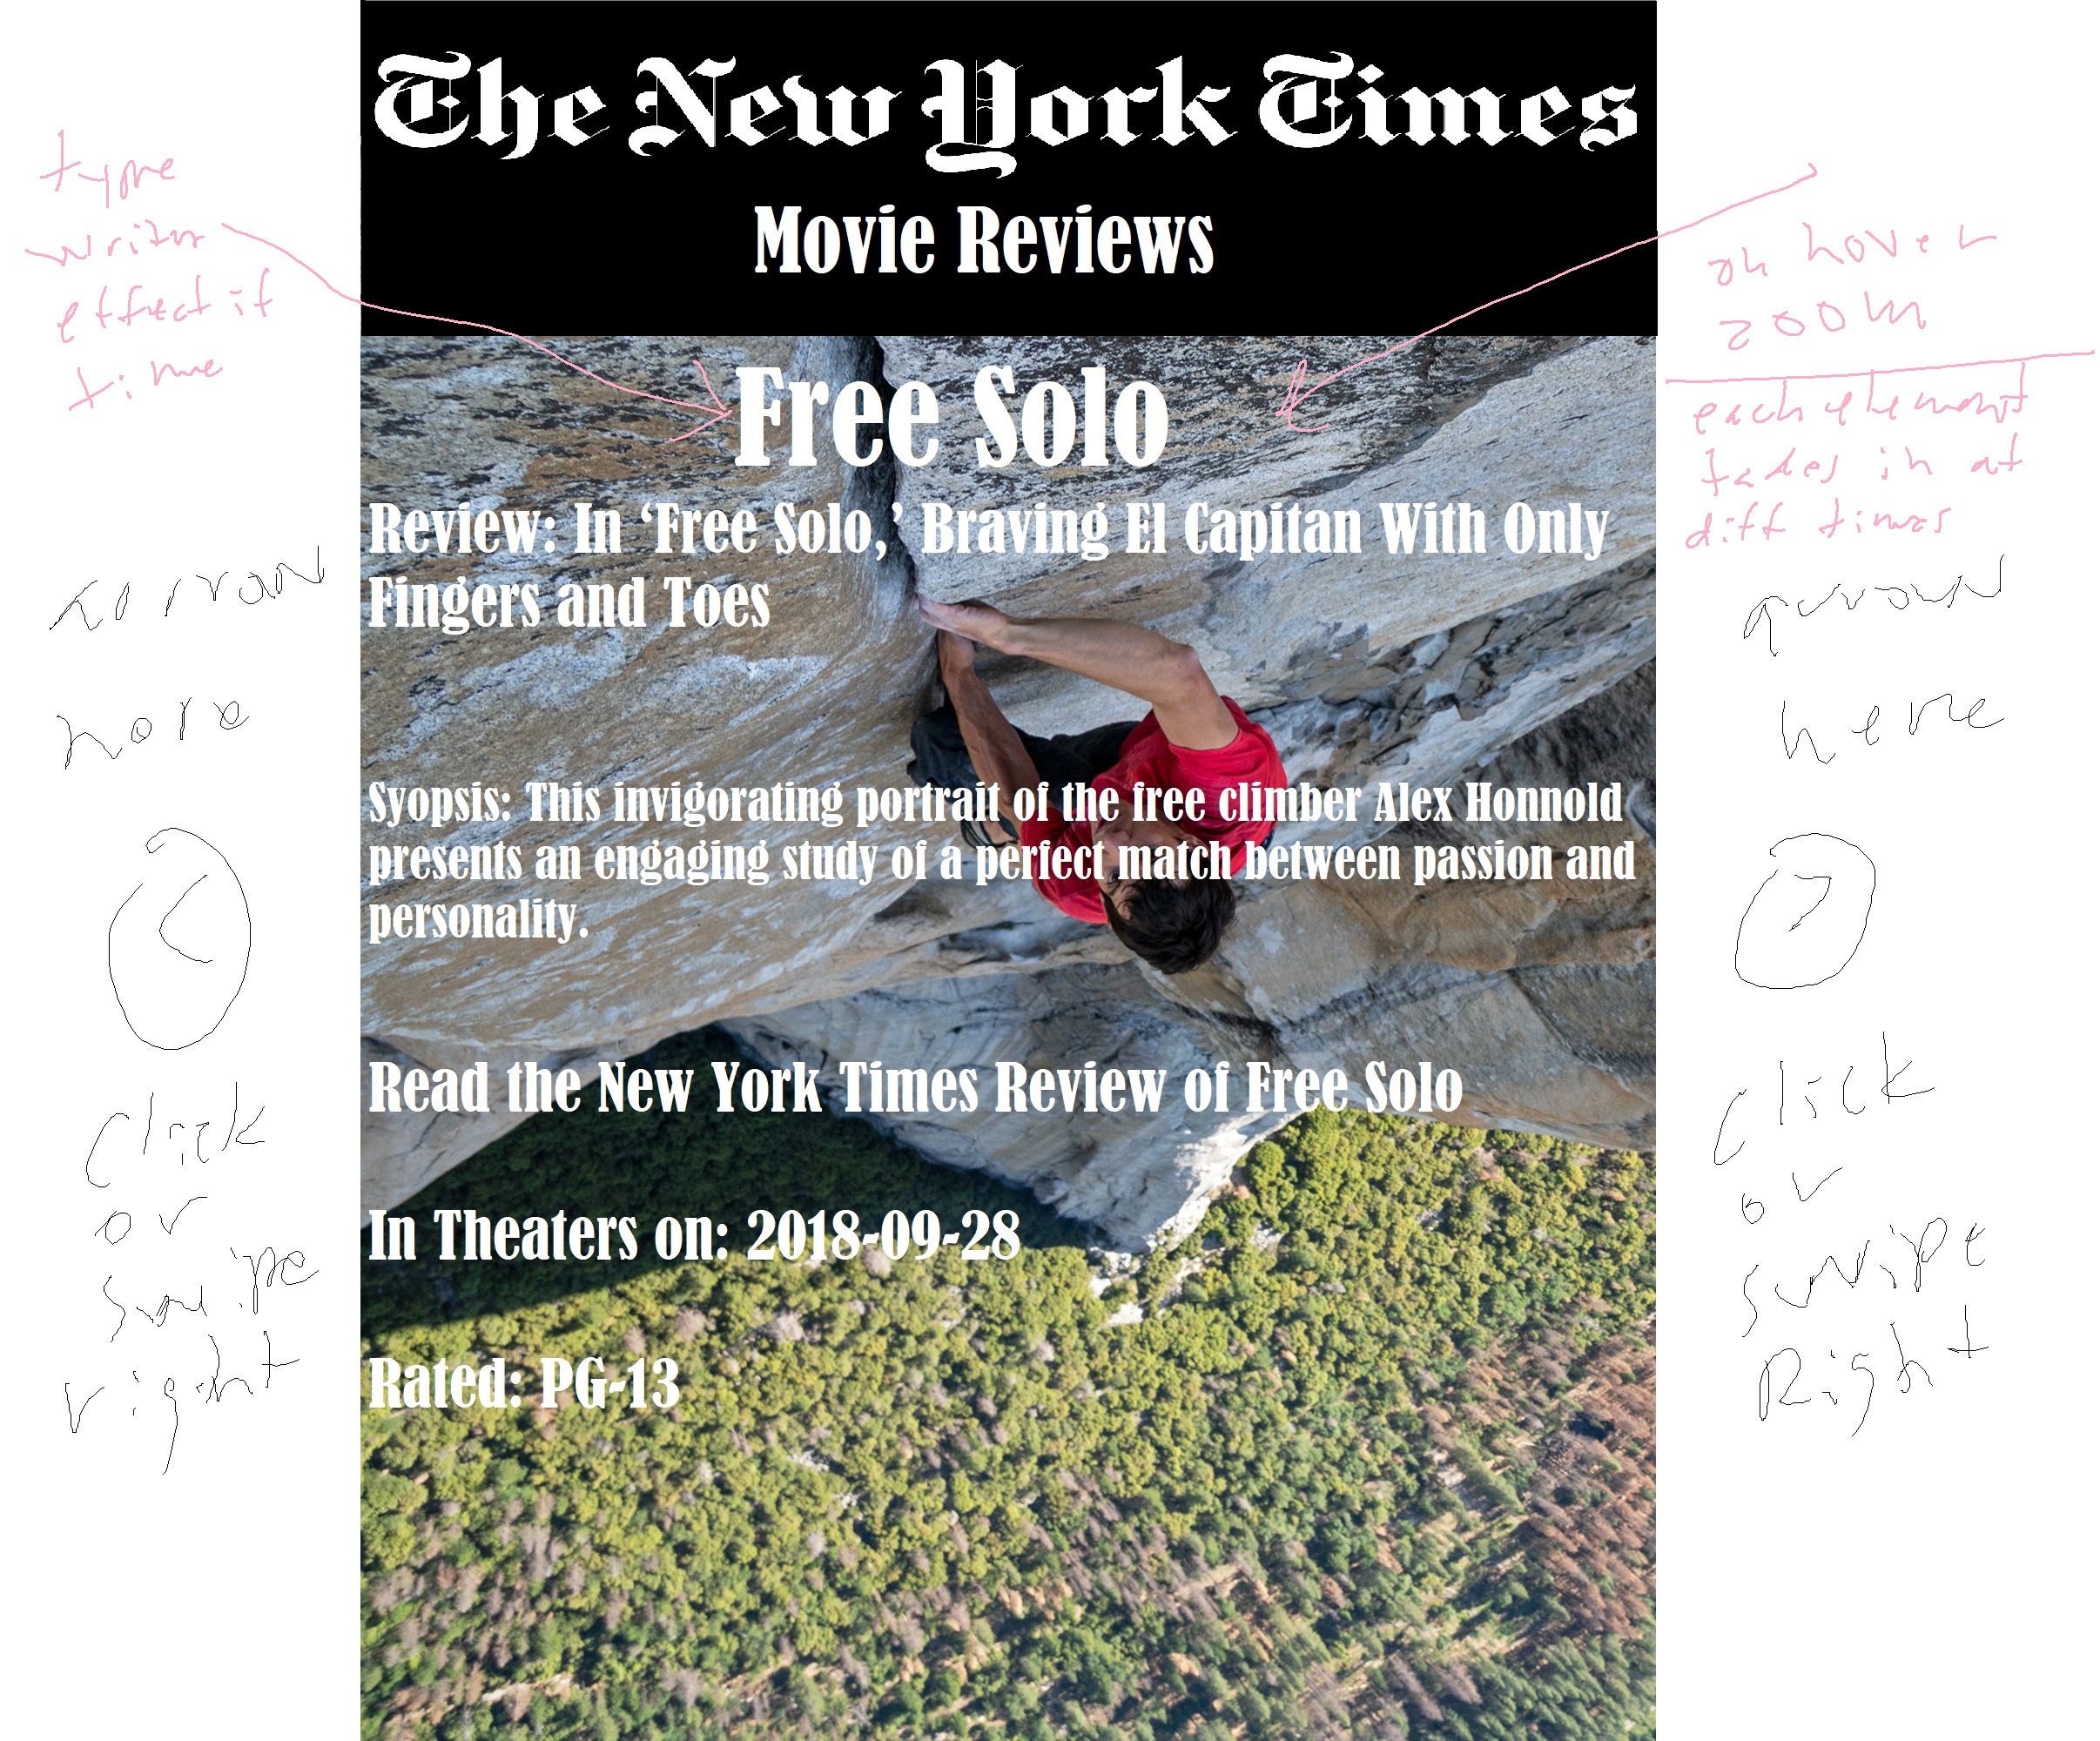 The New York Times
Movie Reviews
type
writer
effect if
time
on hover
zoom
each element
fades in at
diff times
Free Solo
Review: In ‘Free Solo,’ Braving El Capitan With Only
Fingers and Toes
arrow
here
arrow
here
Syopsis: This invigorating portrait of the free climber Alex Honnold
presents an engaging study of a perfect match between passion and
personality.
<
>
Read the New York Times Review of Free Solo
In Theaters on: 2018-09-28
Rated: PG-13
click
or
swipe
right
click
or
swipe
Right